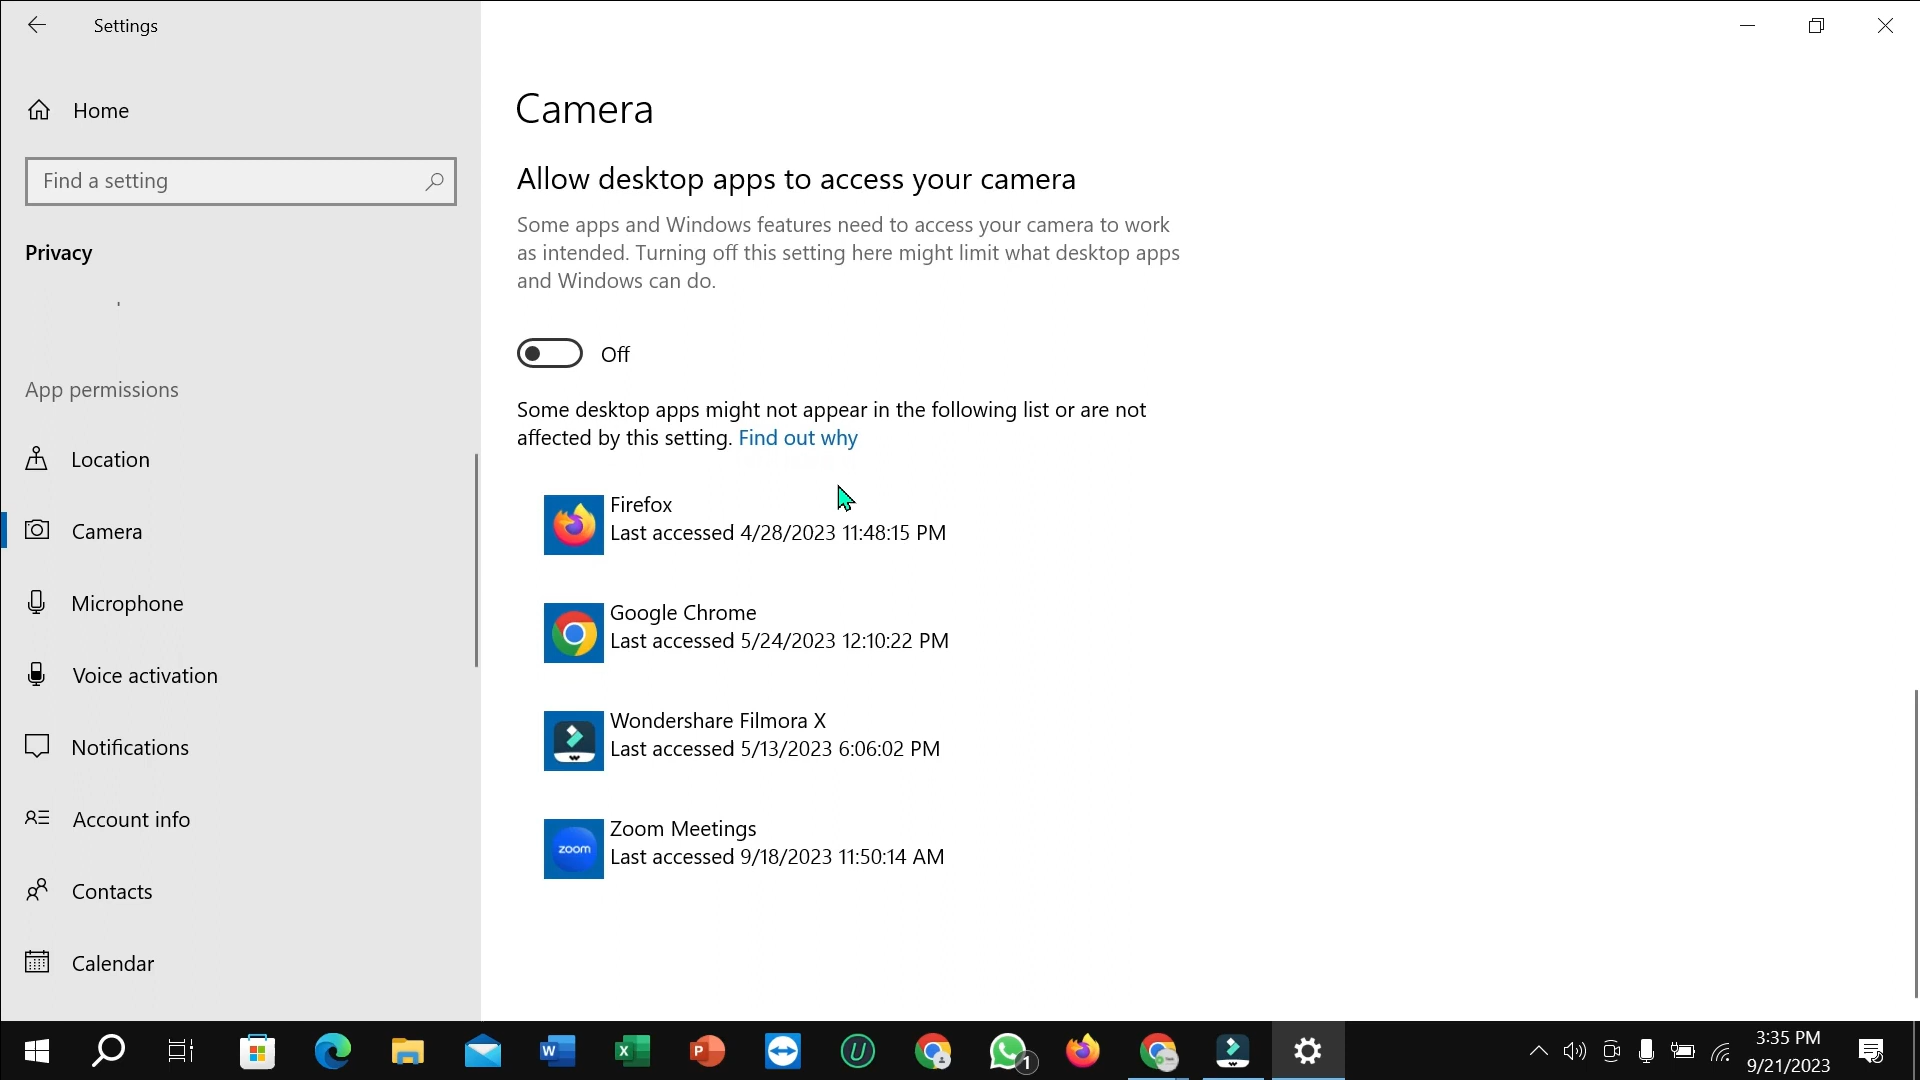 Settings
Home
Find a setting
Privacy
App permissions
Location
Camera
Microphone
Voice activation
Notifications
Account info
Contacts
Calendar
Camera
Allow desktop apps to access your camera
Some apps and Windows features need to access your camera to work
as intended. Turning off this setting here might limit what desktop apps
and Windows can do.
Off
Some desktop apps might not appear in the following list or are not
affected by this setting. Find out why
Firefox
Last accessed 4/28/2023 11:48:15 PM
Google Chrome
Last accessed 5/24/2023 12:10:22 PM
Wondershare Filmora X
Last accessed 5/13/2023 6:06:02 PM
zoom
Zoom Meetings
Last accessed 9/18/2023 11:50:14 AM
W
X
P
U
1
3:35 PM
9/21/2023